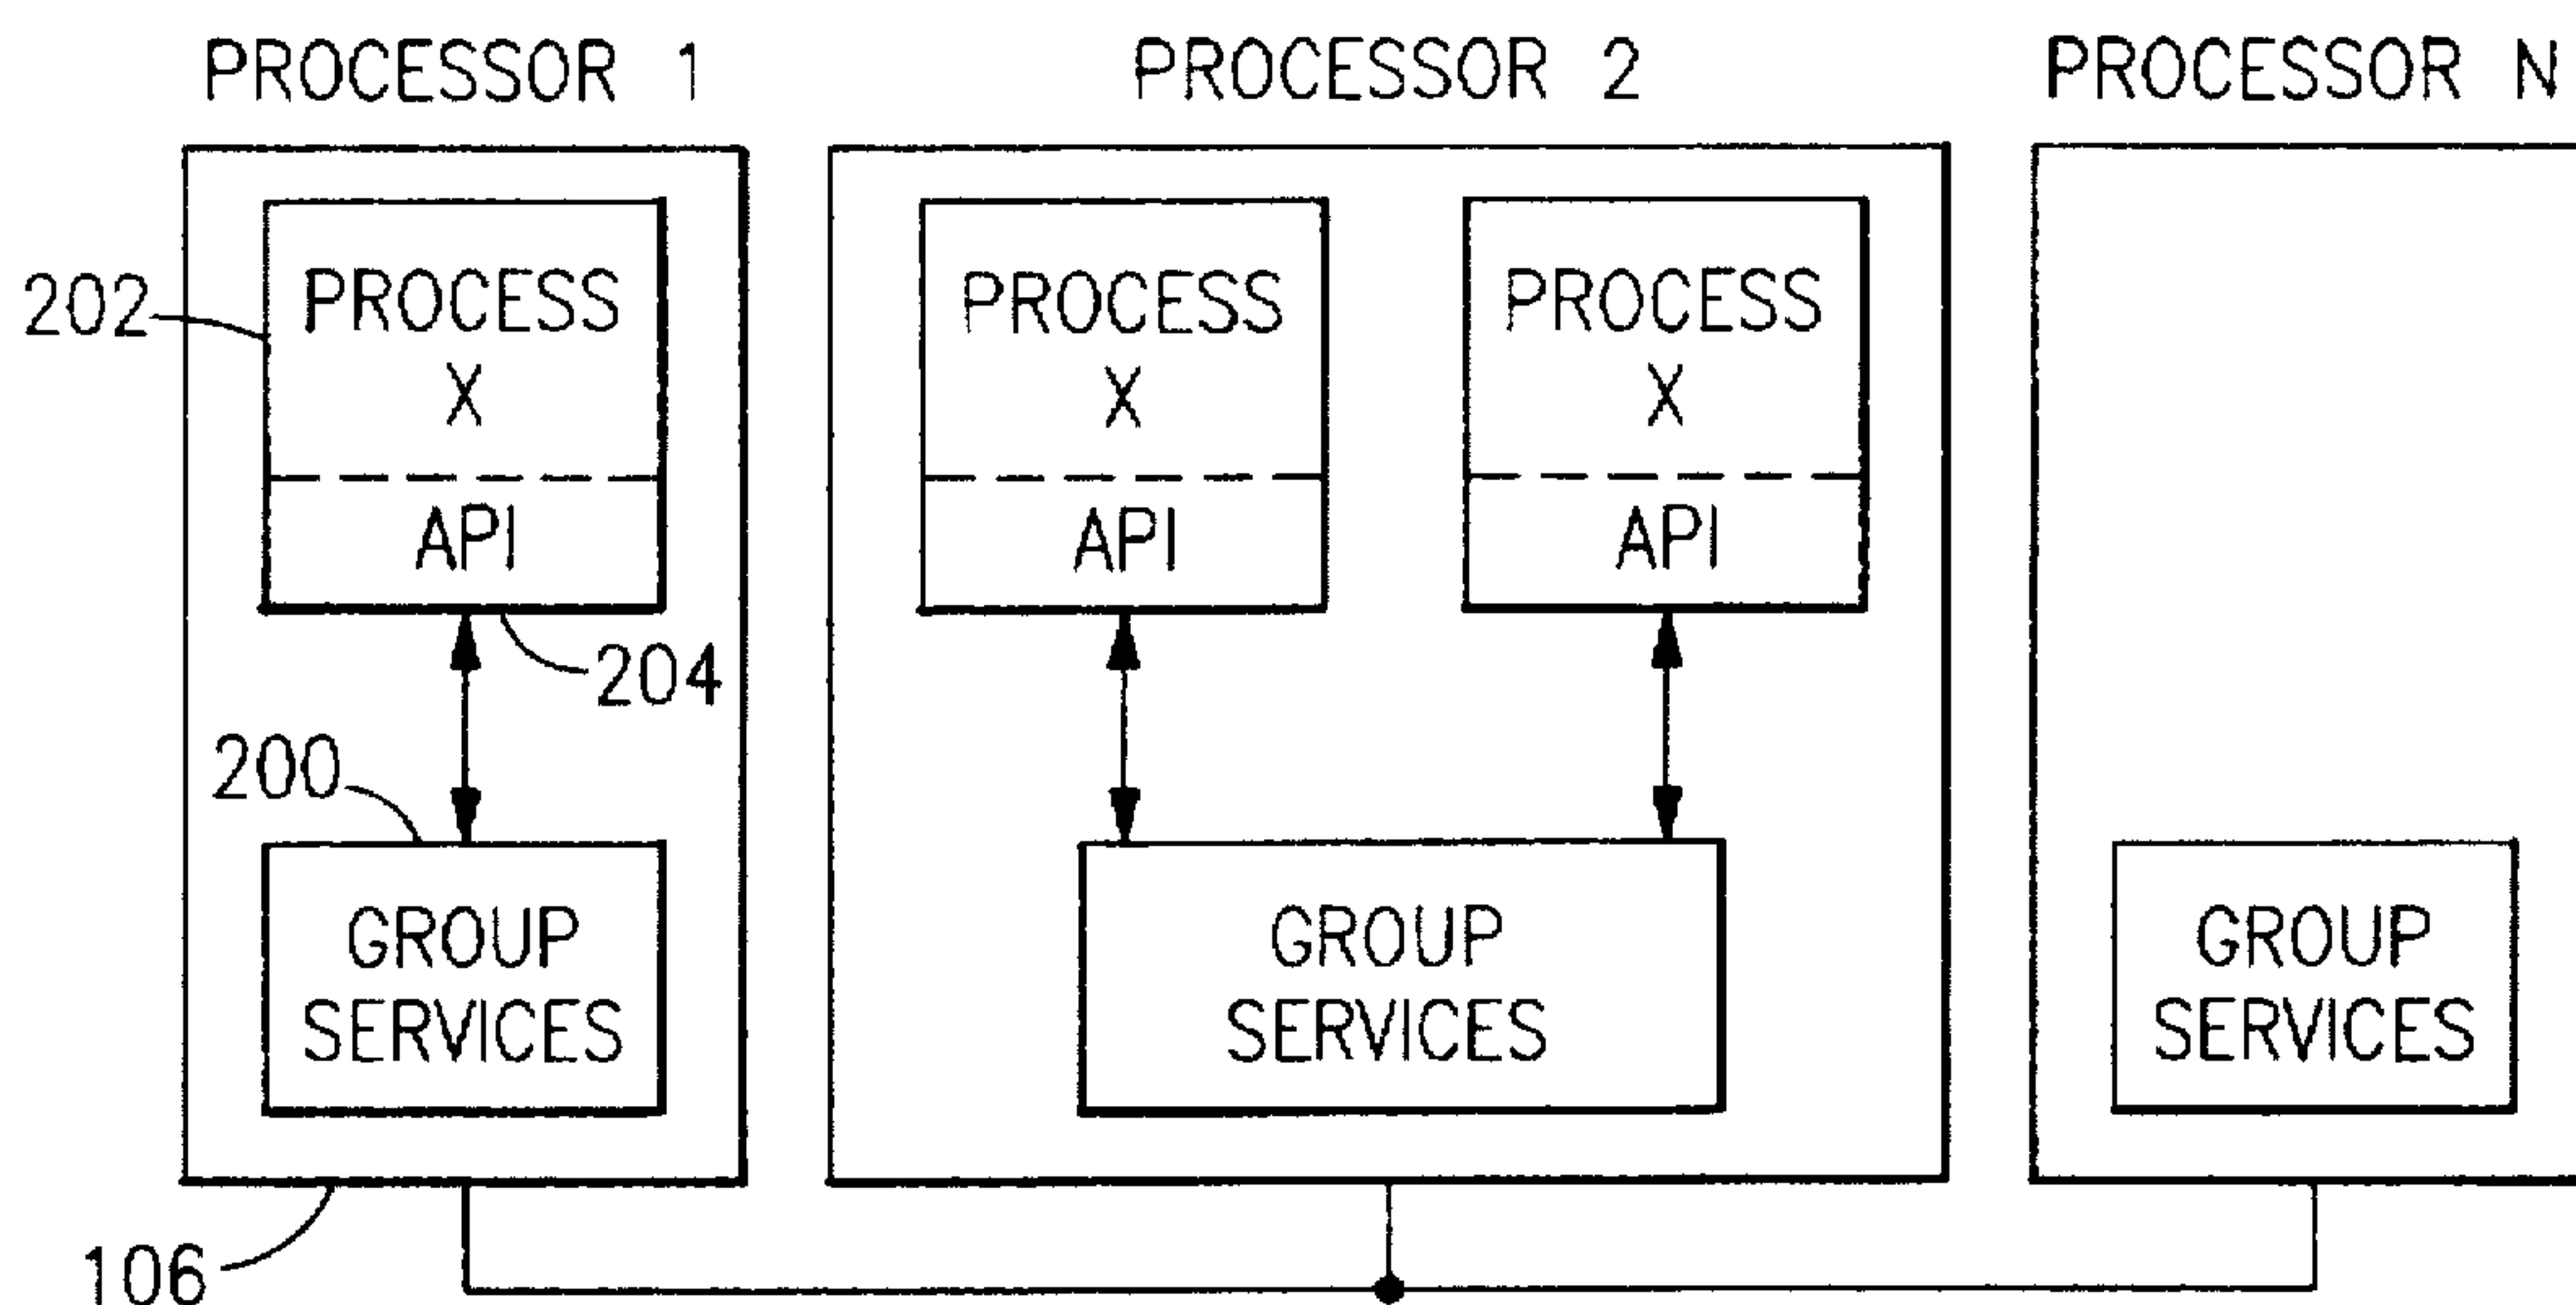 PROCESSOR 1
PROCESSOR 2
PROCESSOR N
202
PROCESS
X
API
204
200
GROUP
SERVICES
106
PROCESS
X
API
PROCESS
X
API
GROUP
SERVICES
GROUP
SERVICES